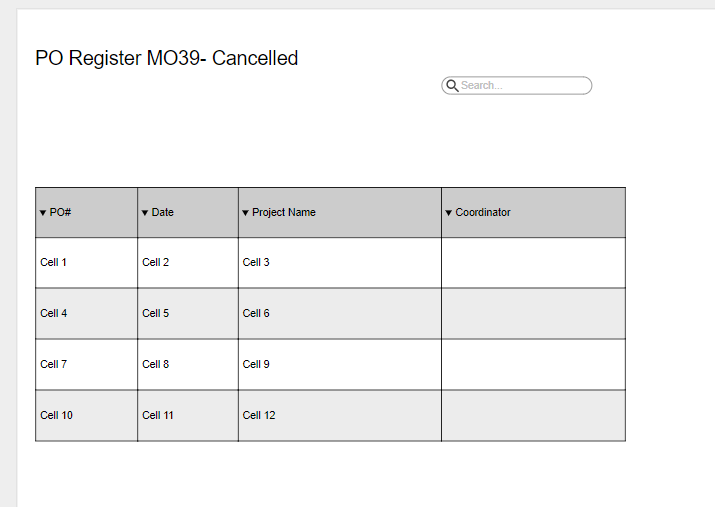 PO Register MO39- Cancelled
Search...
▼ PO# ▼ Date ▼ Project Name ▼ Coordinator
Cell 1 Cell 2 Cell 3
Cell 4 Cell 5 Cell 6
Cell 7 Cell 8 Cell 9
Cell 10 Cell 11 Cell 12